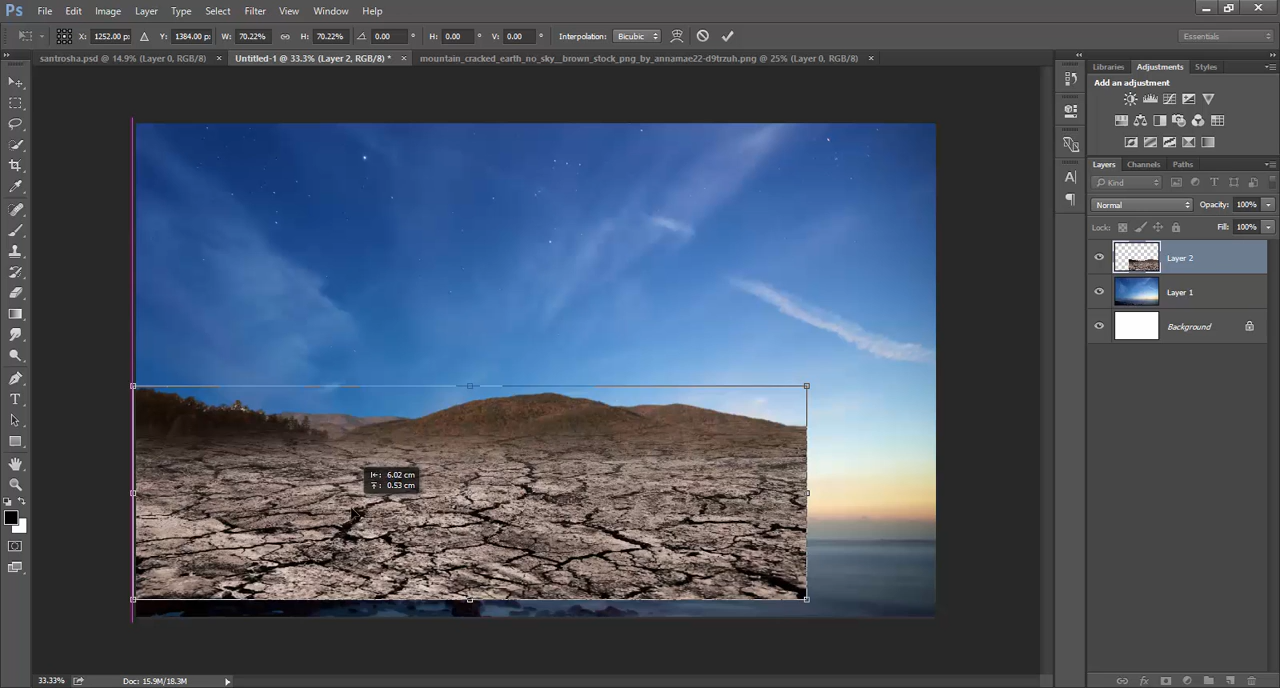 Ps File Edit Image Layer Type Select Filter View Window Help
X: 1252.00 px Y: 1384.00 px W: 70.22% H: 70.22% 0.00 ° H: 0.00 ° V: 0.00 ° Interpolation: Bicubic Essentials
santrosha.psd @ 14.9% (Layer 0, RGB/8) × Untitled-1 @ 33.3% (Layer 2, RGB/8) * × mountain_cracked_earth_no_sky__brown_stock_png_by_annamae22-d9trzuh.png @ 25% (Layer 0, RGB/8) ×
Libraries Adjustments Styles
Add an adjustment
Layers Channels Paths
Kind
Normal Opacity: 100%
Lock: Fill: 100%
Layer 2
Layer 1
Background
6.02 cm
0.53 cm
33.33% Doc: 15.9M/18.3M